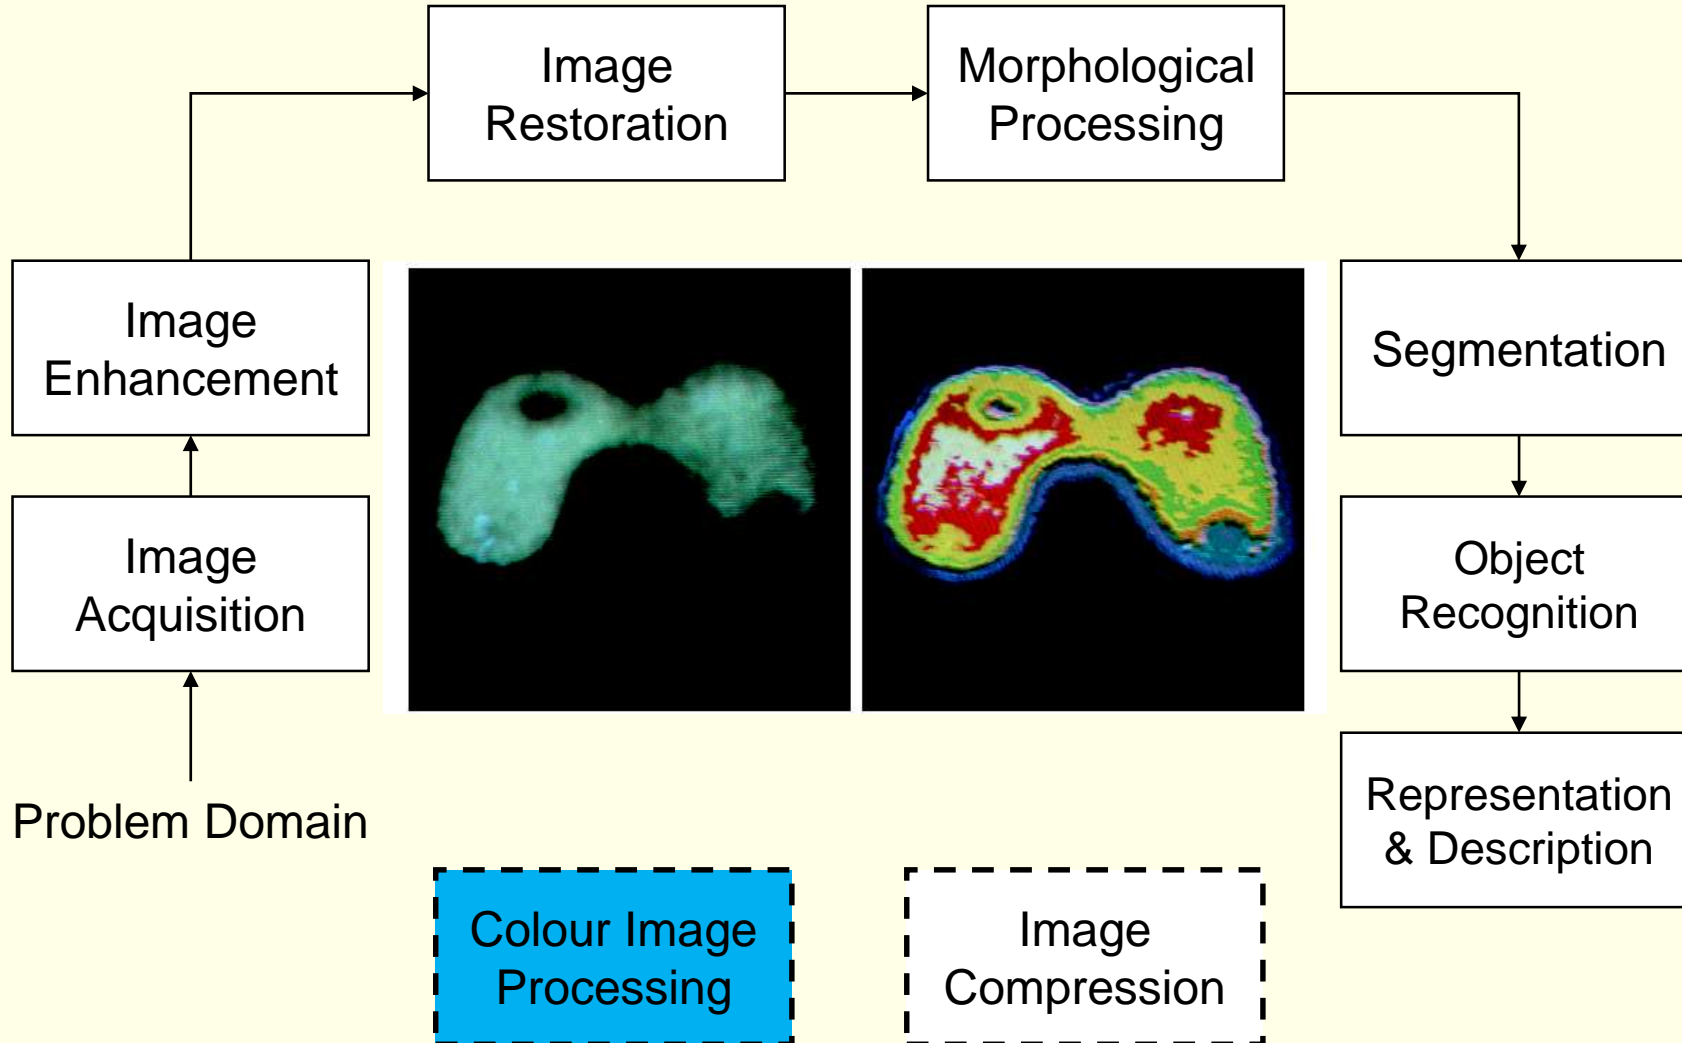 Image
Restoration
Morphological
Processing
Image
Enhancement
Segmentation
Image
Acquisition
Object
Recognition
Problem Domain
Representation
& Description
Colour Image
Processing
Image
Compression